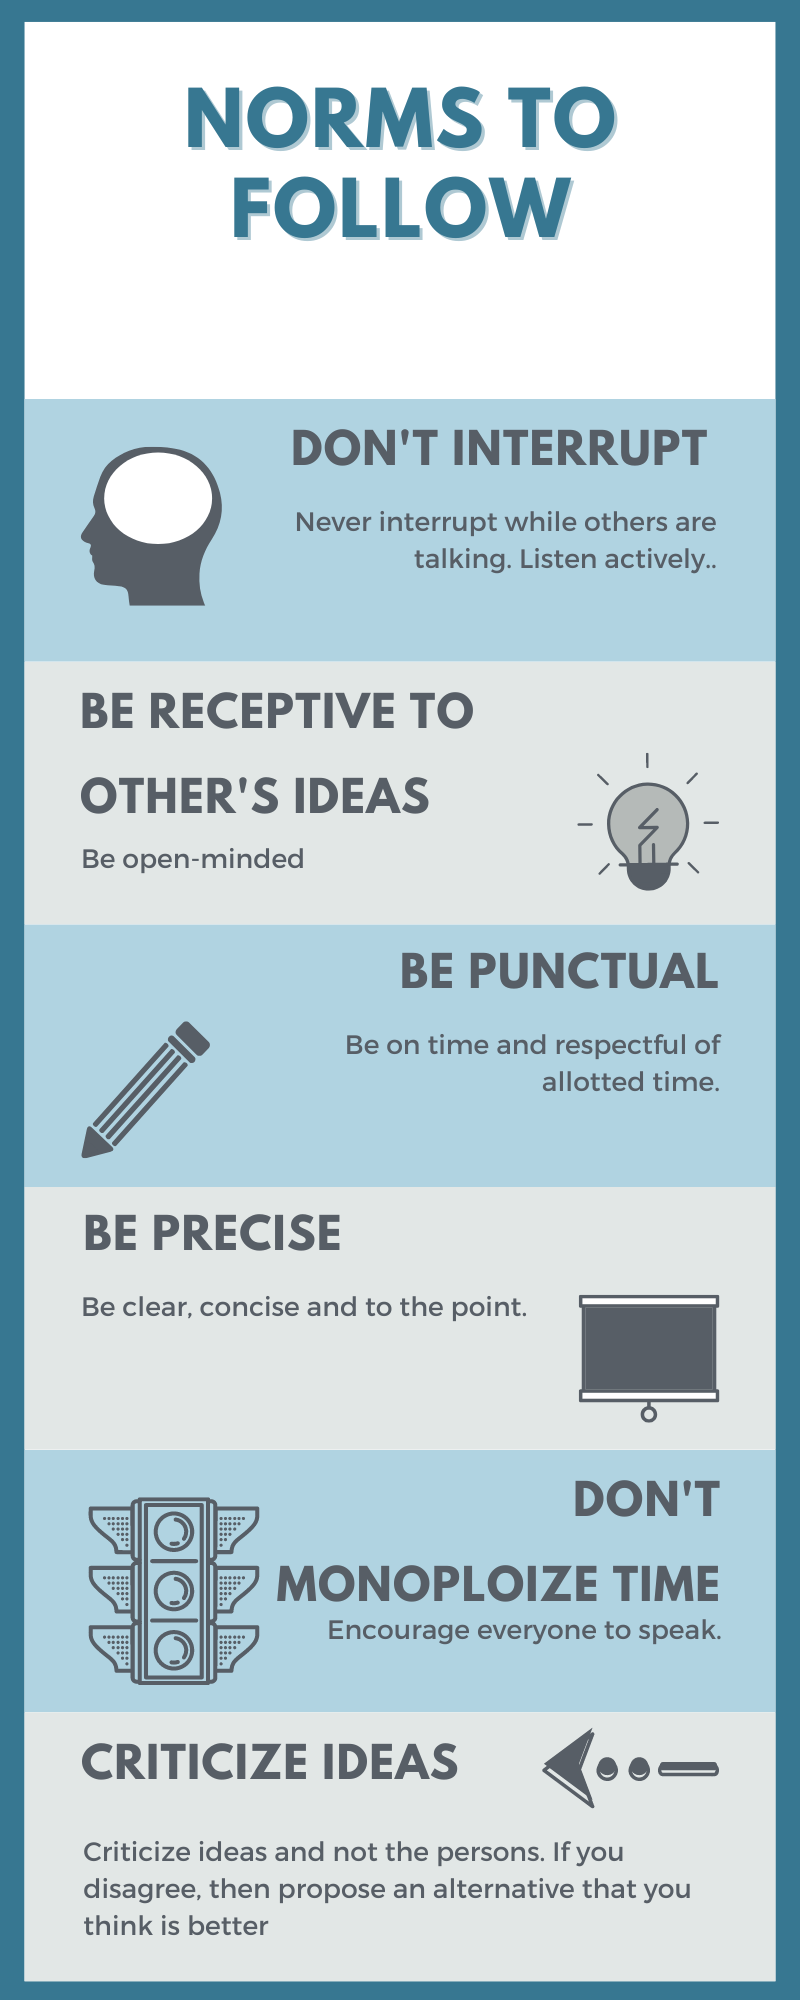 NORMS TO
FOLLOW
DON'T INTERRUPT
Never interrupt while others are
talking. Listen actively..
BE RECEPTIVE TO
OTHER'S IDEAS
Be open-minded
BE PUNCTUAL
Be on time and respectful of
allotted time.
BE PRECISE
Be clear, concise and to the point.
DON'T
MONOPLOIZE TIME
Encourage everyone to speak.
CRITICIZE IDEAS
Criticize ideas and not the persons. If you
disagree, then propose an alternative that you
think is better